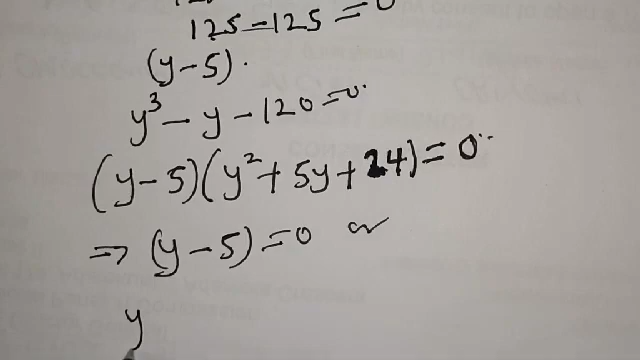 125 - 125 = 0
(y - 5).
y³ - y - 120 = 0.
(y - 5)(y² + 5y + 24) = 0
⇒ (y - 5) = 0 or
y